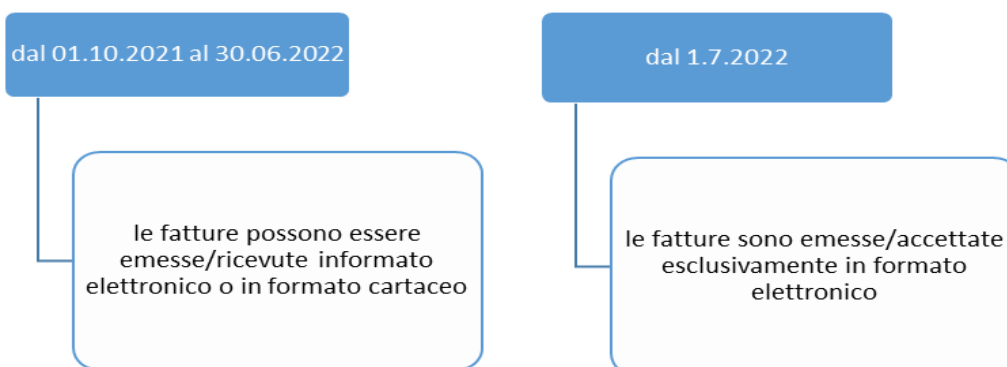 dal 01.10.2021 al 30.06.2022
le fatture possono essere
emesse/ricevute informato
elettronico o in formato cartaceo
dal 1.7.2022
le fatture sono emesse/accettate
esclusivamente in formato
elettronico